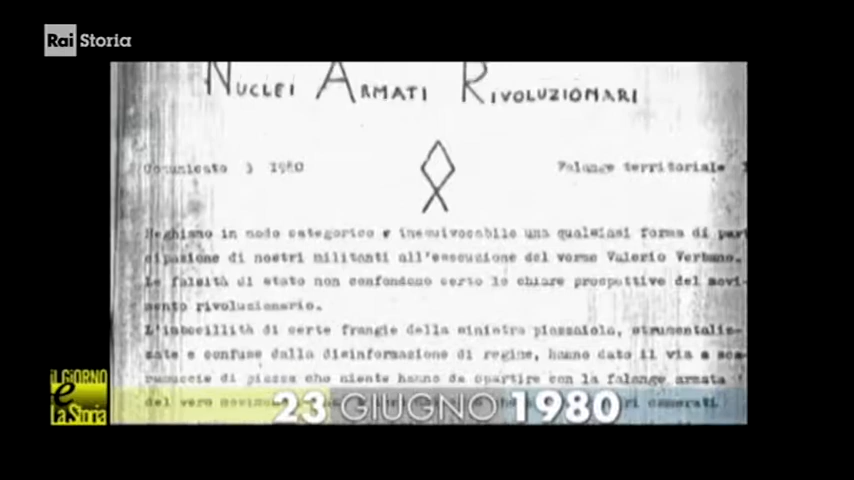 Rai Storia
NUCLEI ARMATI RIVOLUZIONARI
Comunicato 3 1980 Falange territoriale
Neghiamo in modo categorico e inequivocabile una qualsiasi forma di part
cipazione di nostri militanti all'esecuzione del verme Valerio Verbano.
Le falsità di stato non confondono certo le chiare prospettive del movi-
mento rivoluzionario.
L'imbecillità di certe frangie della sinistra piazzaiola, strumentaliz-
zate e confuse dalla disinformazione di regime, hanno dato il via a sca
ramuccie di piazza che niente hanno da spartire con la falange armata
del vero camerati
iL GiORNO
e
La Storia
23 GIUGNO 1980